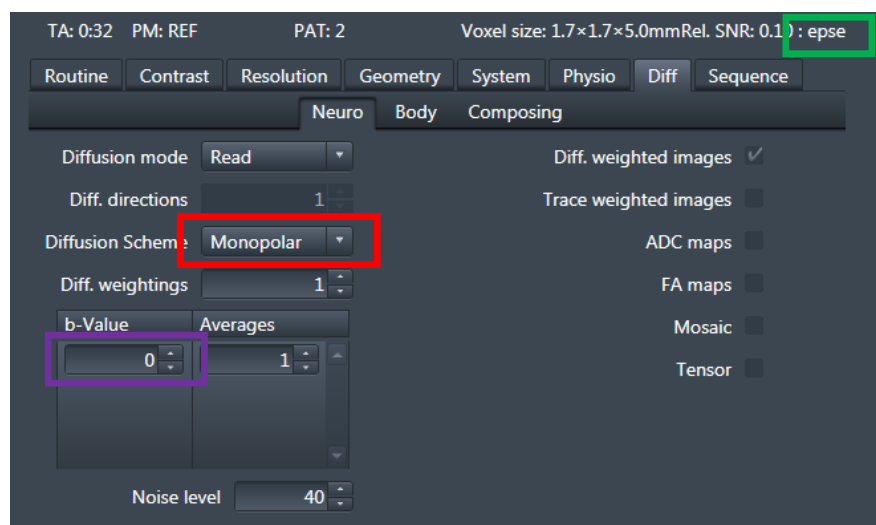 TA: 0:32 PM: REF PAT: 2 Voxel size: 1.7×1.7×5.0mmRel. SNR: 0.10 : epse
Routine Contrast Resolution Geometry System Physio Diff Sequence
Neuro Body Composing
Diffusion mode Read Diff. weighted images
Diff. directions 1 Trace weighted images
Diffusion Scheme Monopolar ADC maps
Diff. weightings 1 FA maps
b-Value Averages Mosaic
0 1 Tensor
Noise level 40